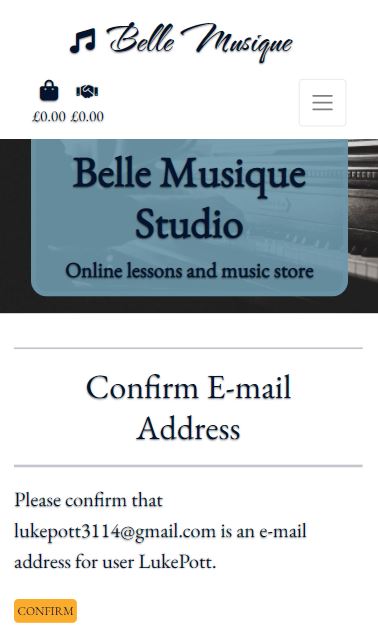 Belle Musique
£0.00 £0.00
Belle Musique
Studio
Online lessons and music store
Confirm E-mail
Address
Please confirm that
lukepott3114@gmail.com is an e-mail
address for user LukePott.
CONFIRM